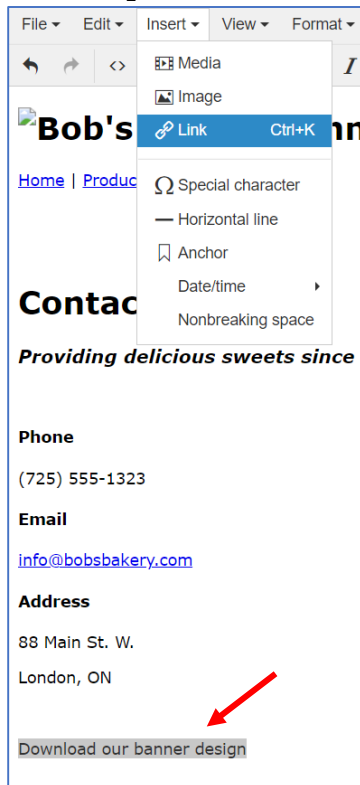 File Edit Insert View Format
Media
I
Image
Bob's
Link Ctrl+K
Home |
Special character
Horizontal line
Anchor
Contac
Date/time
Nonbreaking space
Providing delicious sweets since
Phone
(725) 555-1323
Email
info@bobsbakery.com
Address
88 Main St. W.
London, ON
Download our banner design